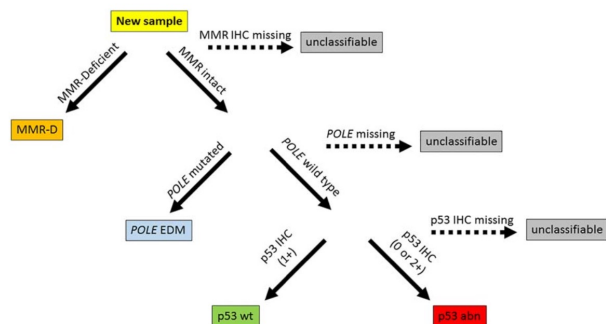 New sample
MMR IHC missing
unclassifiable
MMR-Deficient
MMR intact
MMR-D
POLE missing
unclassifiable
POLE mutated
POLE wild type
POLE EDM
p53 IHC missing
unclassifiable
p53 IHC
(1+)
p53 IHC
(0 or 2+)
p53 wt
p53 abn